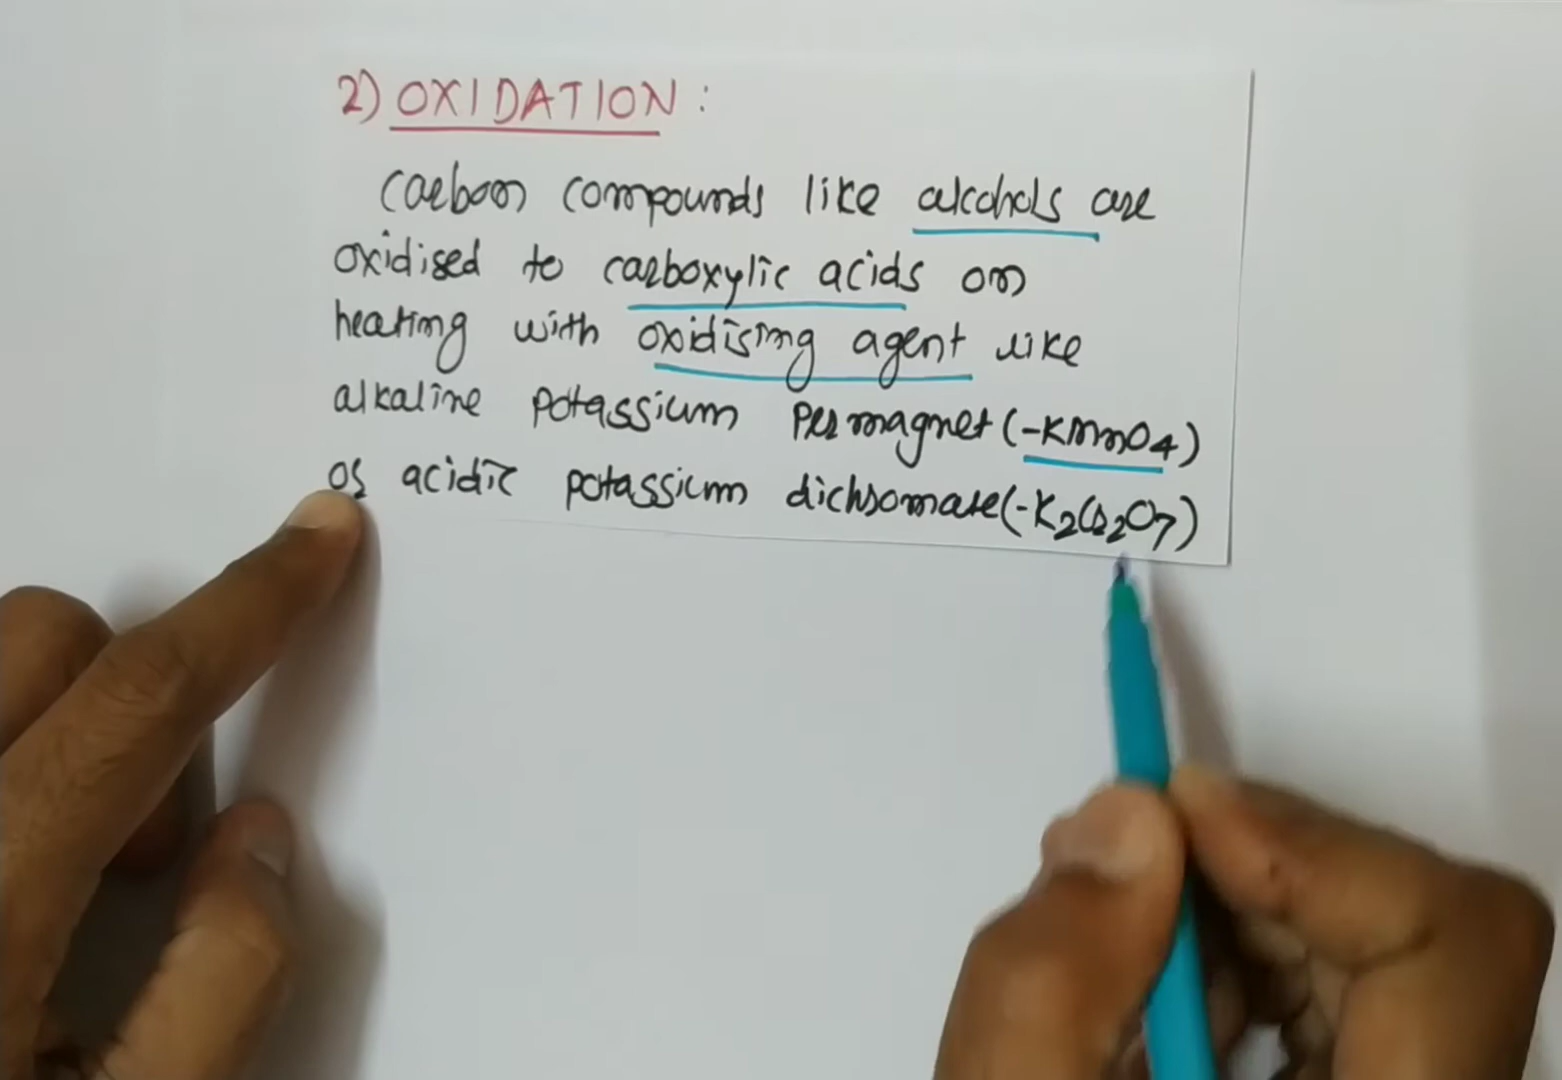 2) OXIDATION :
Carbon compounds like alcohols are
oxidised to carboxylic acids on
heating with oxidising agent like
alkaline potassium permagnet (-KMnO4)
or acidic potassium dichromate (-K2Cr2O7)